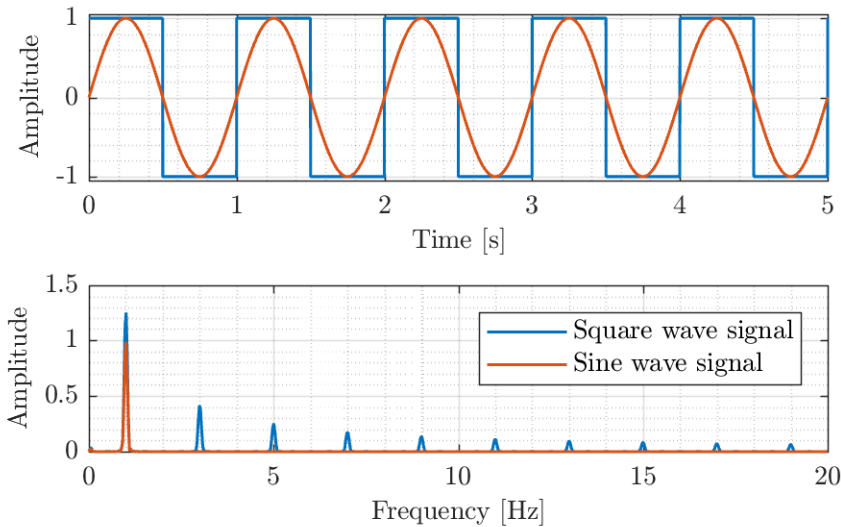 1
0
-1
Amplitude
0 1 2 3 4 5
Time [s]
1.5
1
0.5
0
Amplitude
Square wave signal
Sine wave signal
0 5 10 15 20
Frequency [Hz]